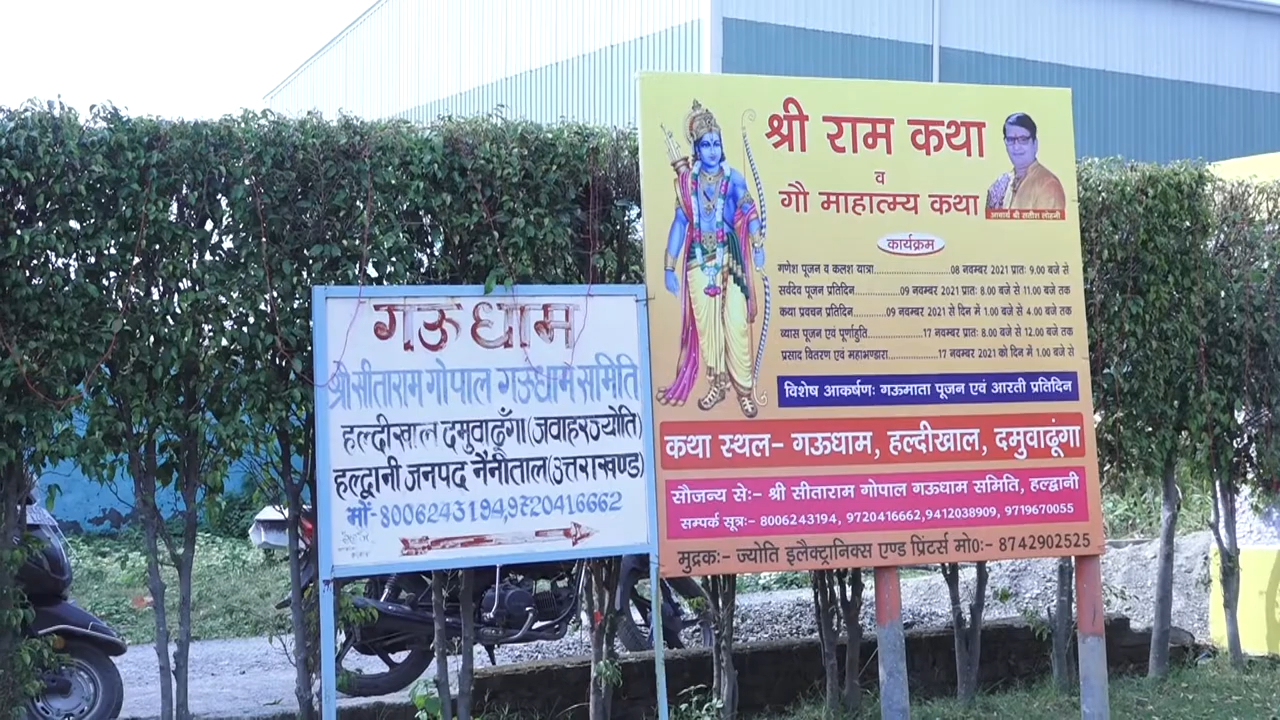 गऊधाम
श्री सीताराम गोपाल गऊधाम समिति
हल्दीखाल दमुवाढूँगा (जवाहरज्योति)
हल्द्वानी जनपद नैनीताल (उत्तराखण्ड)
मों-8006243194,9720416662
श्री राम कथा
व
गौ माहात्म्य कथा
आचार्य श्री सतीश लोहनी
कार्यक्रम
गणेश पूजन व कलश यात्रा........................08 नवम्बर 2021 प्रातः 9.00 बजे से
सर्वदेव पूजन प्रतिदिन..............09 नवम्बर 2021 प्रातः 8.00 बजे से 11.00 बजे तक
कथा प्रवचन प्रतिदिन...........09 नवम्बर 2021 से दिन में 1.00 बजे से 4.00 बजे तक
व्यास पूजन एवं पूर्णाहुति..................17 नवम्बर प्रातः 8.00 बजे से 12.00 बजे तक
प्रसाद वितरण एवं महाभण्डारा.................17 नवम्बर 2021 को दिन में 1.00 बजे से
विशेष आकर्षणः गऊमाता पूजन एवं आरती प्रतिदिन
कथा स्थल- गऊधाम, हल्दीखाल, दमुवाढूंगा
सौजन्य से:- श्री सीताराम गोपाल गऊधाम समिति, हल्द्वानी
सम्पर्क सूत्र:- 8006243194, 9720416662,9412038909, 9719670055
मुद्रक:- ज्योति इलैक्ट्रानिक्स एण्ड प्रिंटर्स मो0:- 8742902525